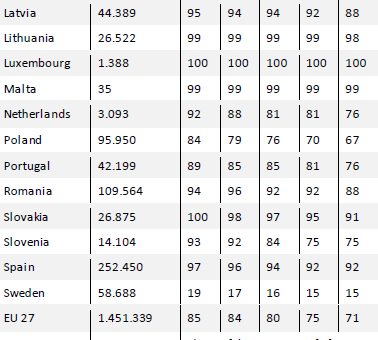 Latvia 44.389 95 94 94 92 88
Lithuania 26.522 99 99 99 99 98
Luxembourg 1.388 100 100 100 100 100
Malta 35 99 99 99 99 99
Netherlands 3.093 92 88 81 81 76
Poland 95.950 84 79 76 70 67
Portugal 42.199 89 85 85 81 76
Romania 109.564 94 96 92 92 88
Slovakia 26.875 100 98 97 95 91
Slovenia 14.104 93 92 84 75 75
Spain 252.450 97 96 94 92 92
Sweden 58.688 19 17 16 15 15
EU 27 1.451.339 85 84 80 75 71